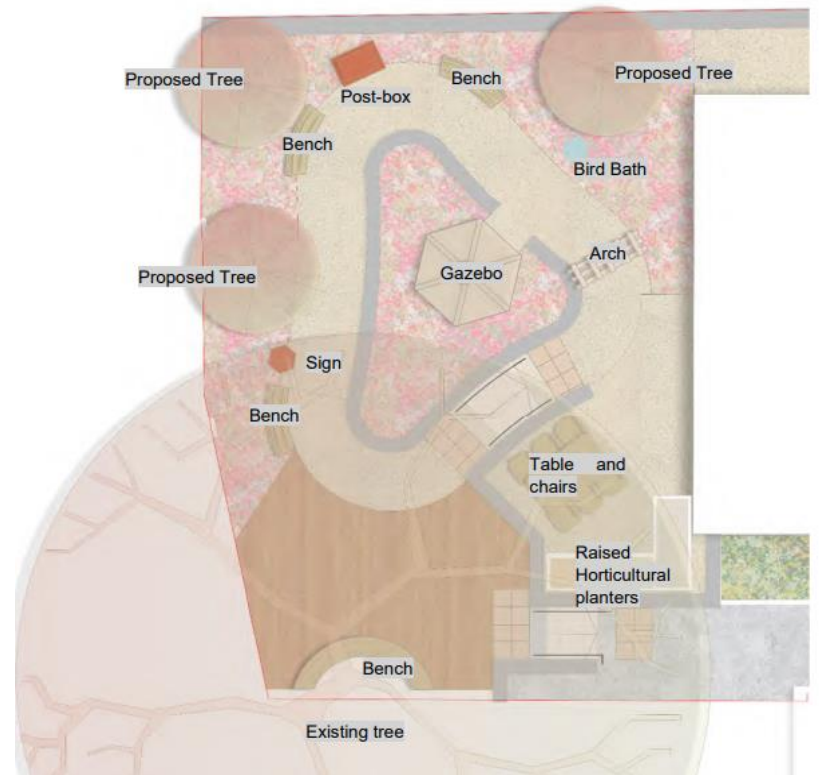 Proposed Tree
Post-box
Bench
Proposed Tree
Bench
Bird Bath
Arch
Gazebo
Proposed Tree
Sign
Bench
Table and
chairs
Raised
Horticultural
planters
Bench
Existing tree